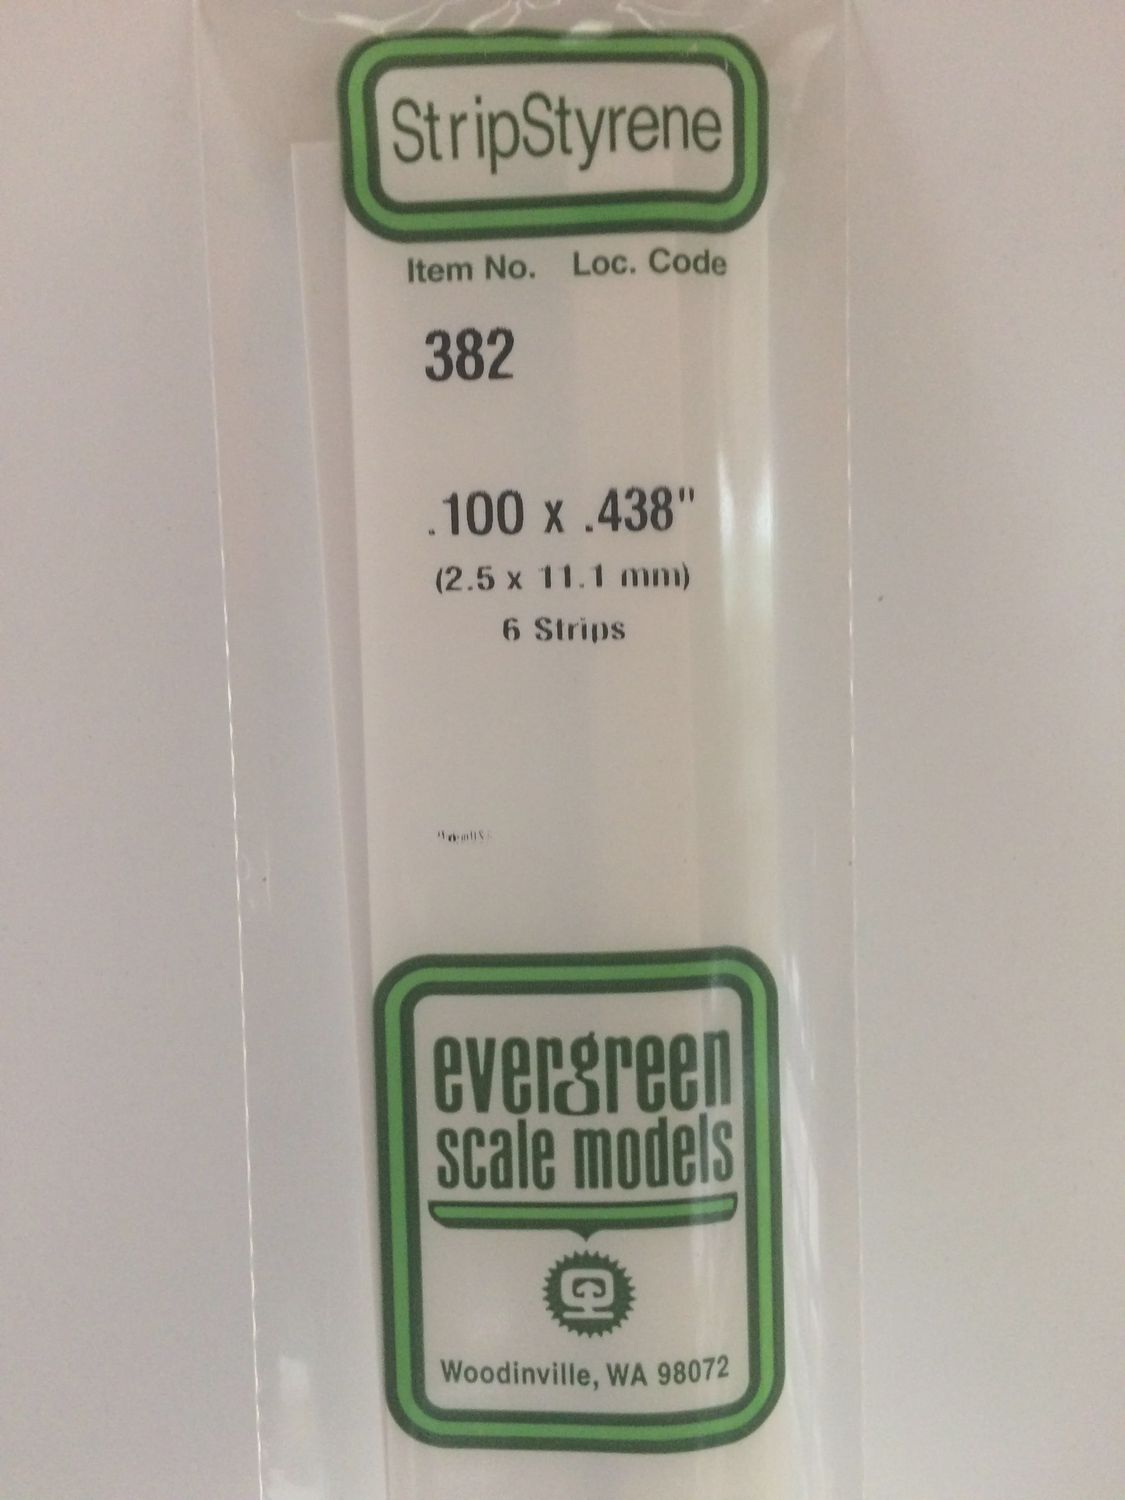 StripStyrene
Item No. Loc. Code
382
.100 x .438"
(2.5 x 11.1 mm)
6 Strips
evergreen
scale models
Woodinville, WA 98072